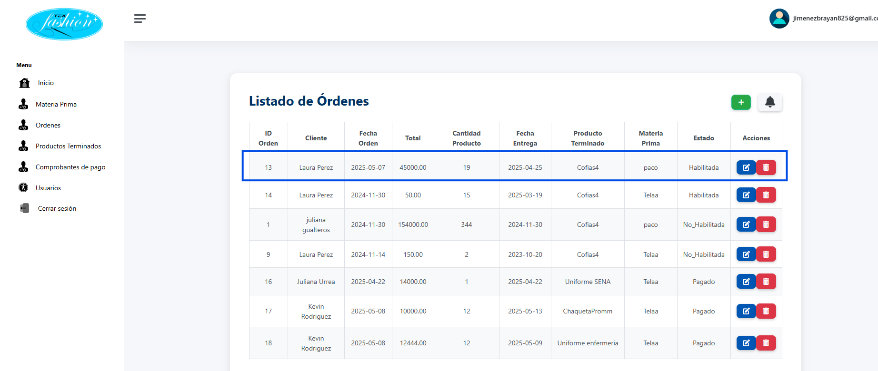 fashion
jimenezbrayan825@gmail.c
Menu
Inicio
Materia Prima
Ordenes
Productos Terminados
Comprobantes de pago
Usuarios
Cerrar sesión
Listado de Órdenes
+
ID Orden Cliente Fecha Orden Total Cantidad Producto Fecha Entrega Producto Terminado Materia Prima Estado Acciones
13 Laura Perez 2025-05-07 45000.00 19 2025-04-25 Cofias4 paco Habilitada
14 Laura Perez 2024-11-30 50.00 15 2025-03-19 Cofias4 Telaa Habilitada
1 juliana gualteros 2024-11-30 154000.00 344 2024-11-30 Cofias4 paco No_Habilitada
9 Laura Perez 2024-11-14 150.00 2 2023-10-20 Cofias4 Telaa No_Habilitada
16 Juliana Urrea 2025-04-22 14000.00 1 2025-04-22 Uniforme SENA Telaa Pagado
17 Kevin Rodriguez 2025-05-08 10000.00 12 2025-05-13 ChaquetaPromm Telaa Pagado
18 Kevin Rodriguez 2025-05-08 12444.00 12 2025-05-09 Uniforme enfermeria Telaa Pagado